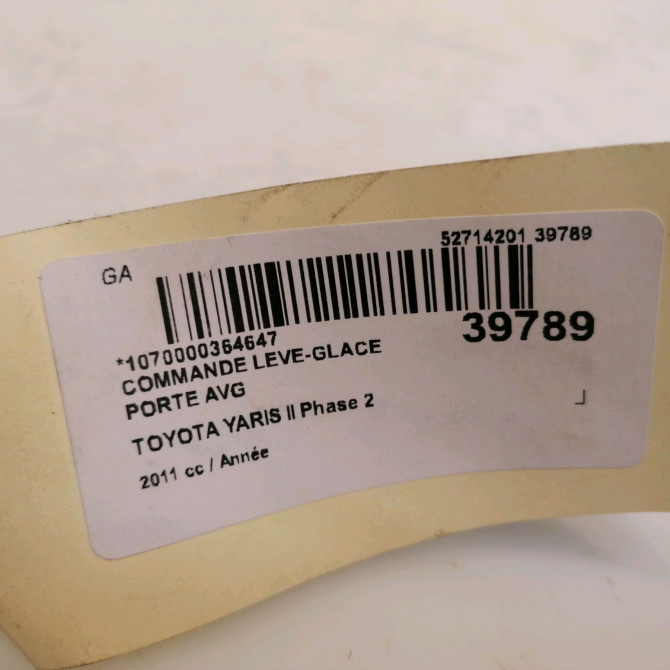 GA
52714201 39789
*1070000364647
39789
COMMANDE LEVE-GLACE
PORTE AVG
TOYOTA YARIS II Phase 2
2011 cc / Année